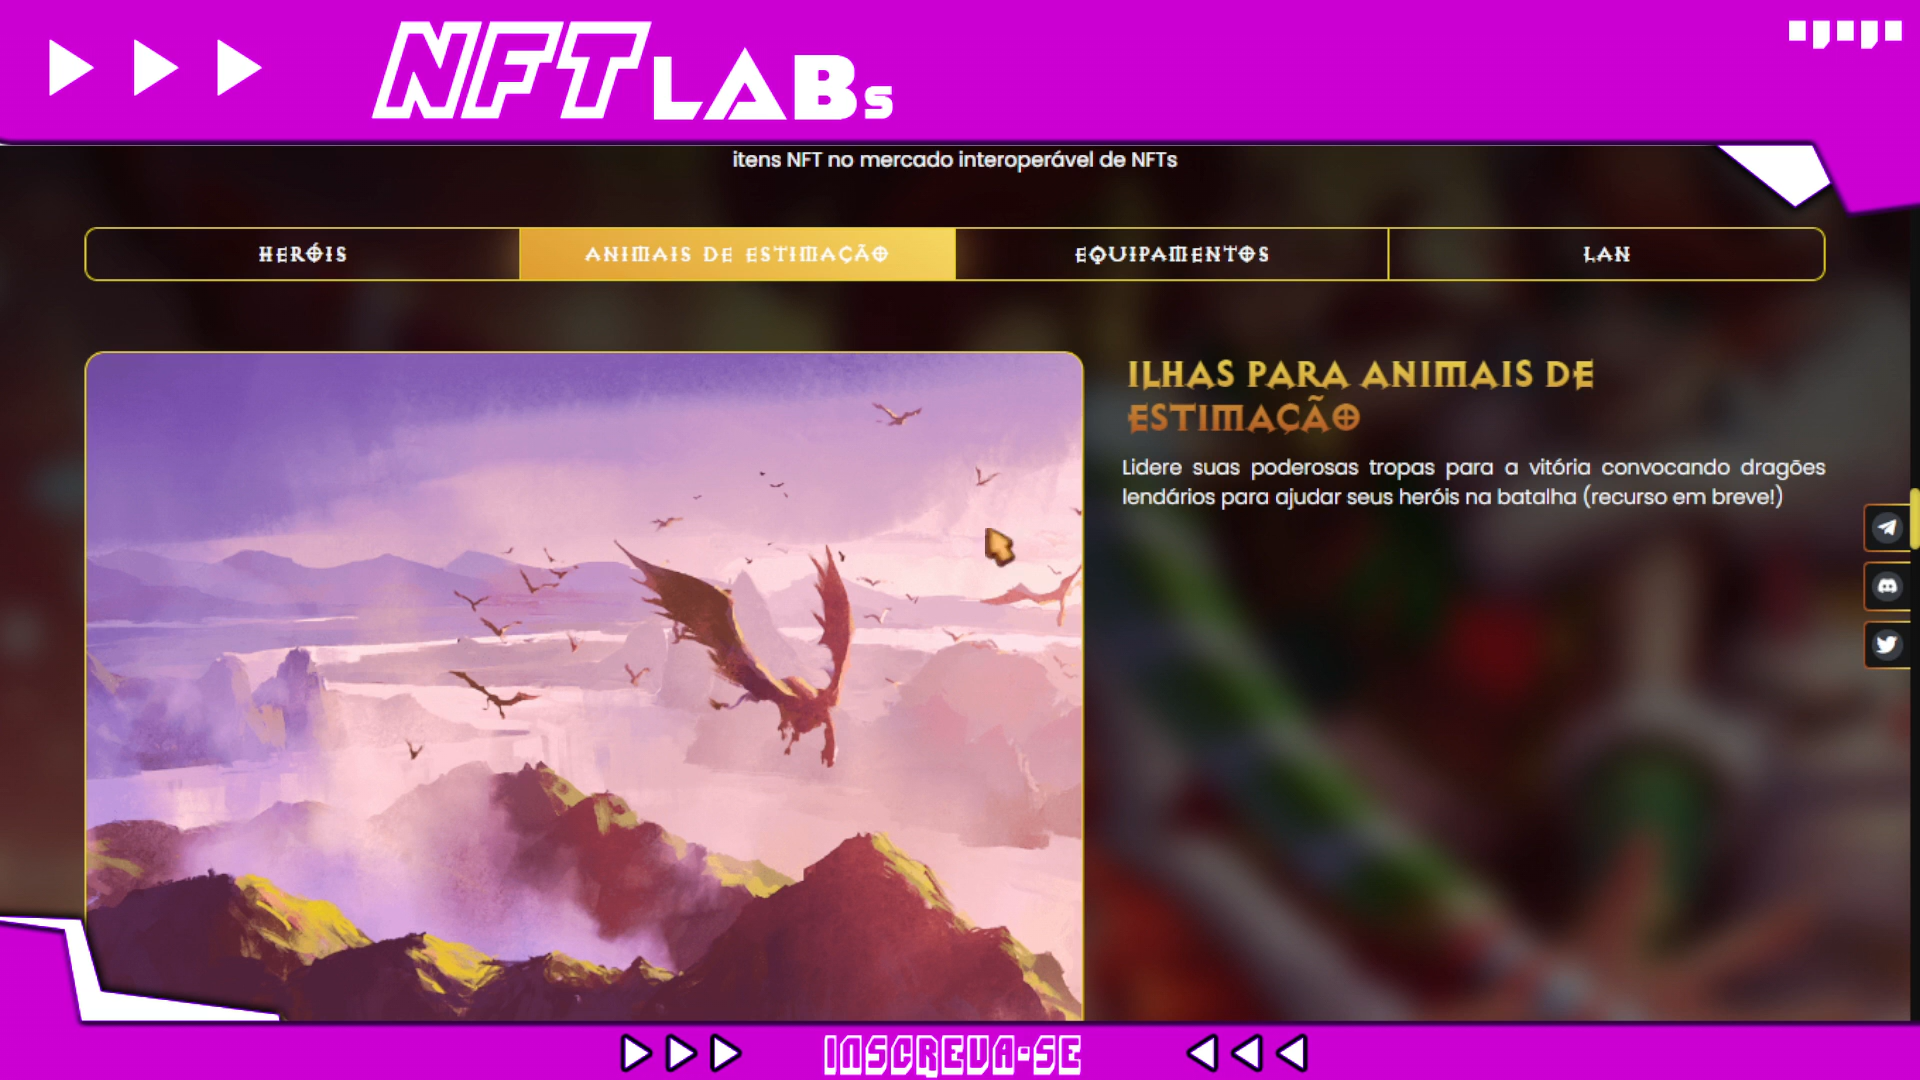 NFT LABs
itens NFT no mercado interoperável de NFTs
HERÓIS
ANIMAIS DE ESTIMAÇÃO
EQUIPAMENTOS
LAN
ILHAS PARA ANIMAIS DE
ESTIMAÇÃO
Lidere suas poderosas tropas para a vitória convocando dragões
lendários para ajudar seus heróis na batalha (recurso em breve!)
INSCREVA-SE